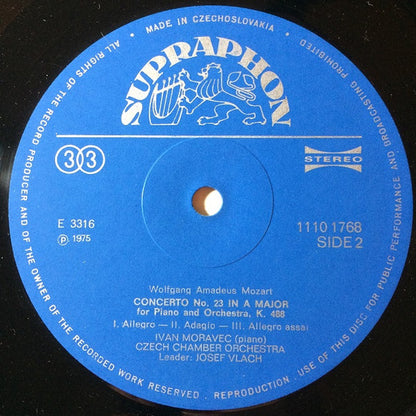 • MADE IN CZECHOSLOVAKIA •
ALL RIGHTS OF THE RECORD PRODUCER AND OF THE OWNER OF THE RECORDED WORK RESERVED . REPRODUCTION . USE OF THIS DISC FOR PUBLIC PERFORMANCE AND BROADCASTING PROHIBITED
SUPRAPHON
33
STEREO
E 3316
1110 1768
Ⓟ 1975
SIDE 2
Wolfgang Amadeus Mozart
CONCERTO No. 23 IN A MAJOR
for Piano and Orchestra, K. 488
I. Allegro — II. Adagio — III. Allegro assai
IVAN MORAVEC (piano)
CZECH CHAMBER ORCHESTRA
Leader: JOSEF VLACH